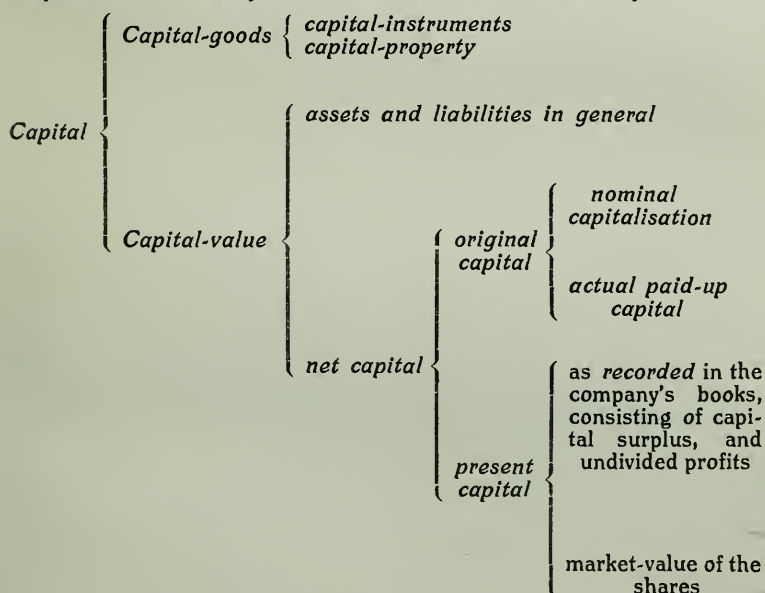 Capital-goods { capital-instruments
capital-property
Capital
assets and liabilities in general
Capital-value
nominal
capitalisation
original
capital
actual paid-up
capital
net capital
as recorded in the
company's books,
consisting of capi-
tal surplus, and
undivided profits
present
capital
market-value of the
shares